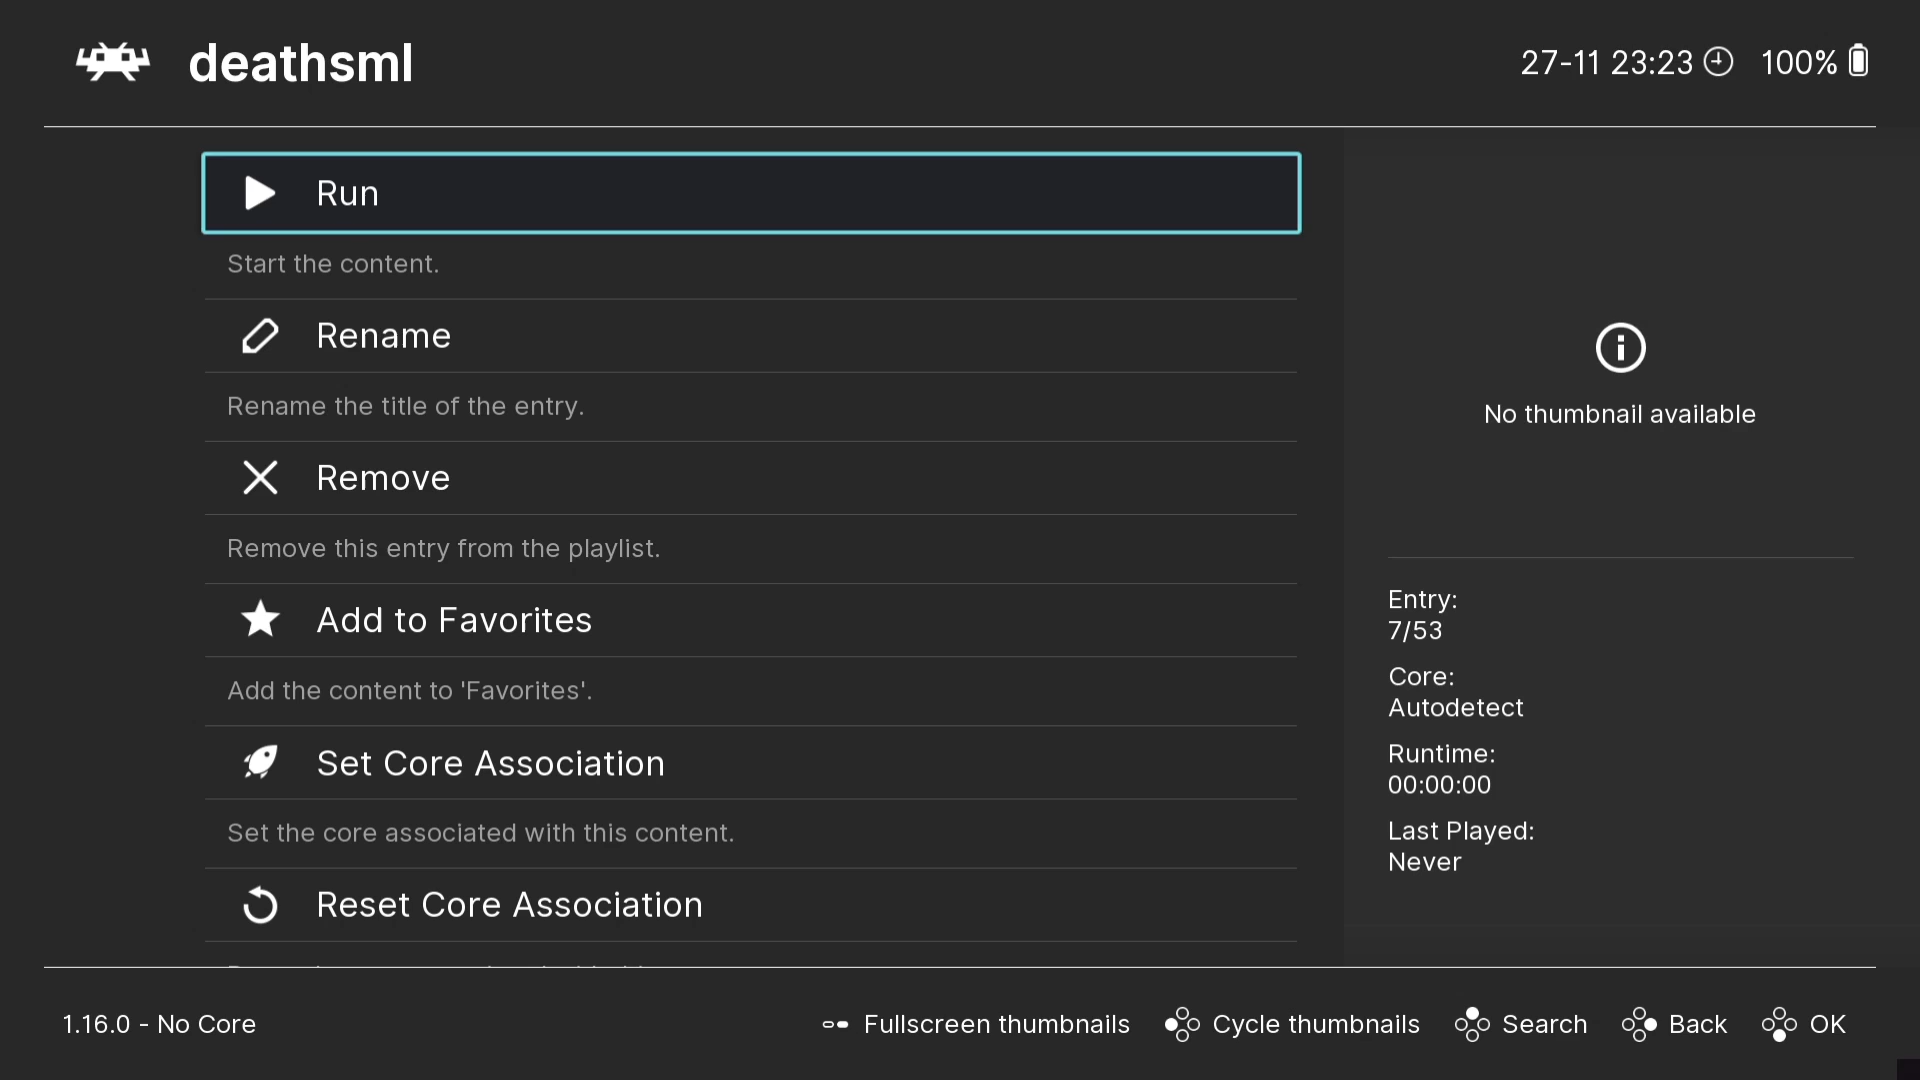 deathsml
27-11 23:23 100%
Run
Start the content.
Rename
Rename the title of the entry.
Remove
Remove this entry from the playlist.
Add to Favorites
Add the content to 'Favorites'.
Set Core Association
Set the core associated with this content.
Reset Core Association
No thumbnail available
Entry:
7/53
Core:
Autodetect
Runtime:
00:00:00
Last Played:
Never
1.16.0 - No Core
Fullscreen thumbnails
Cycle thumbnails
Search
Back
OK